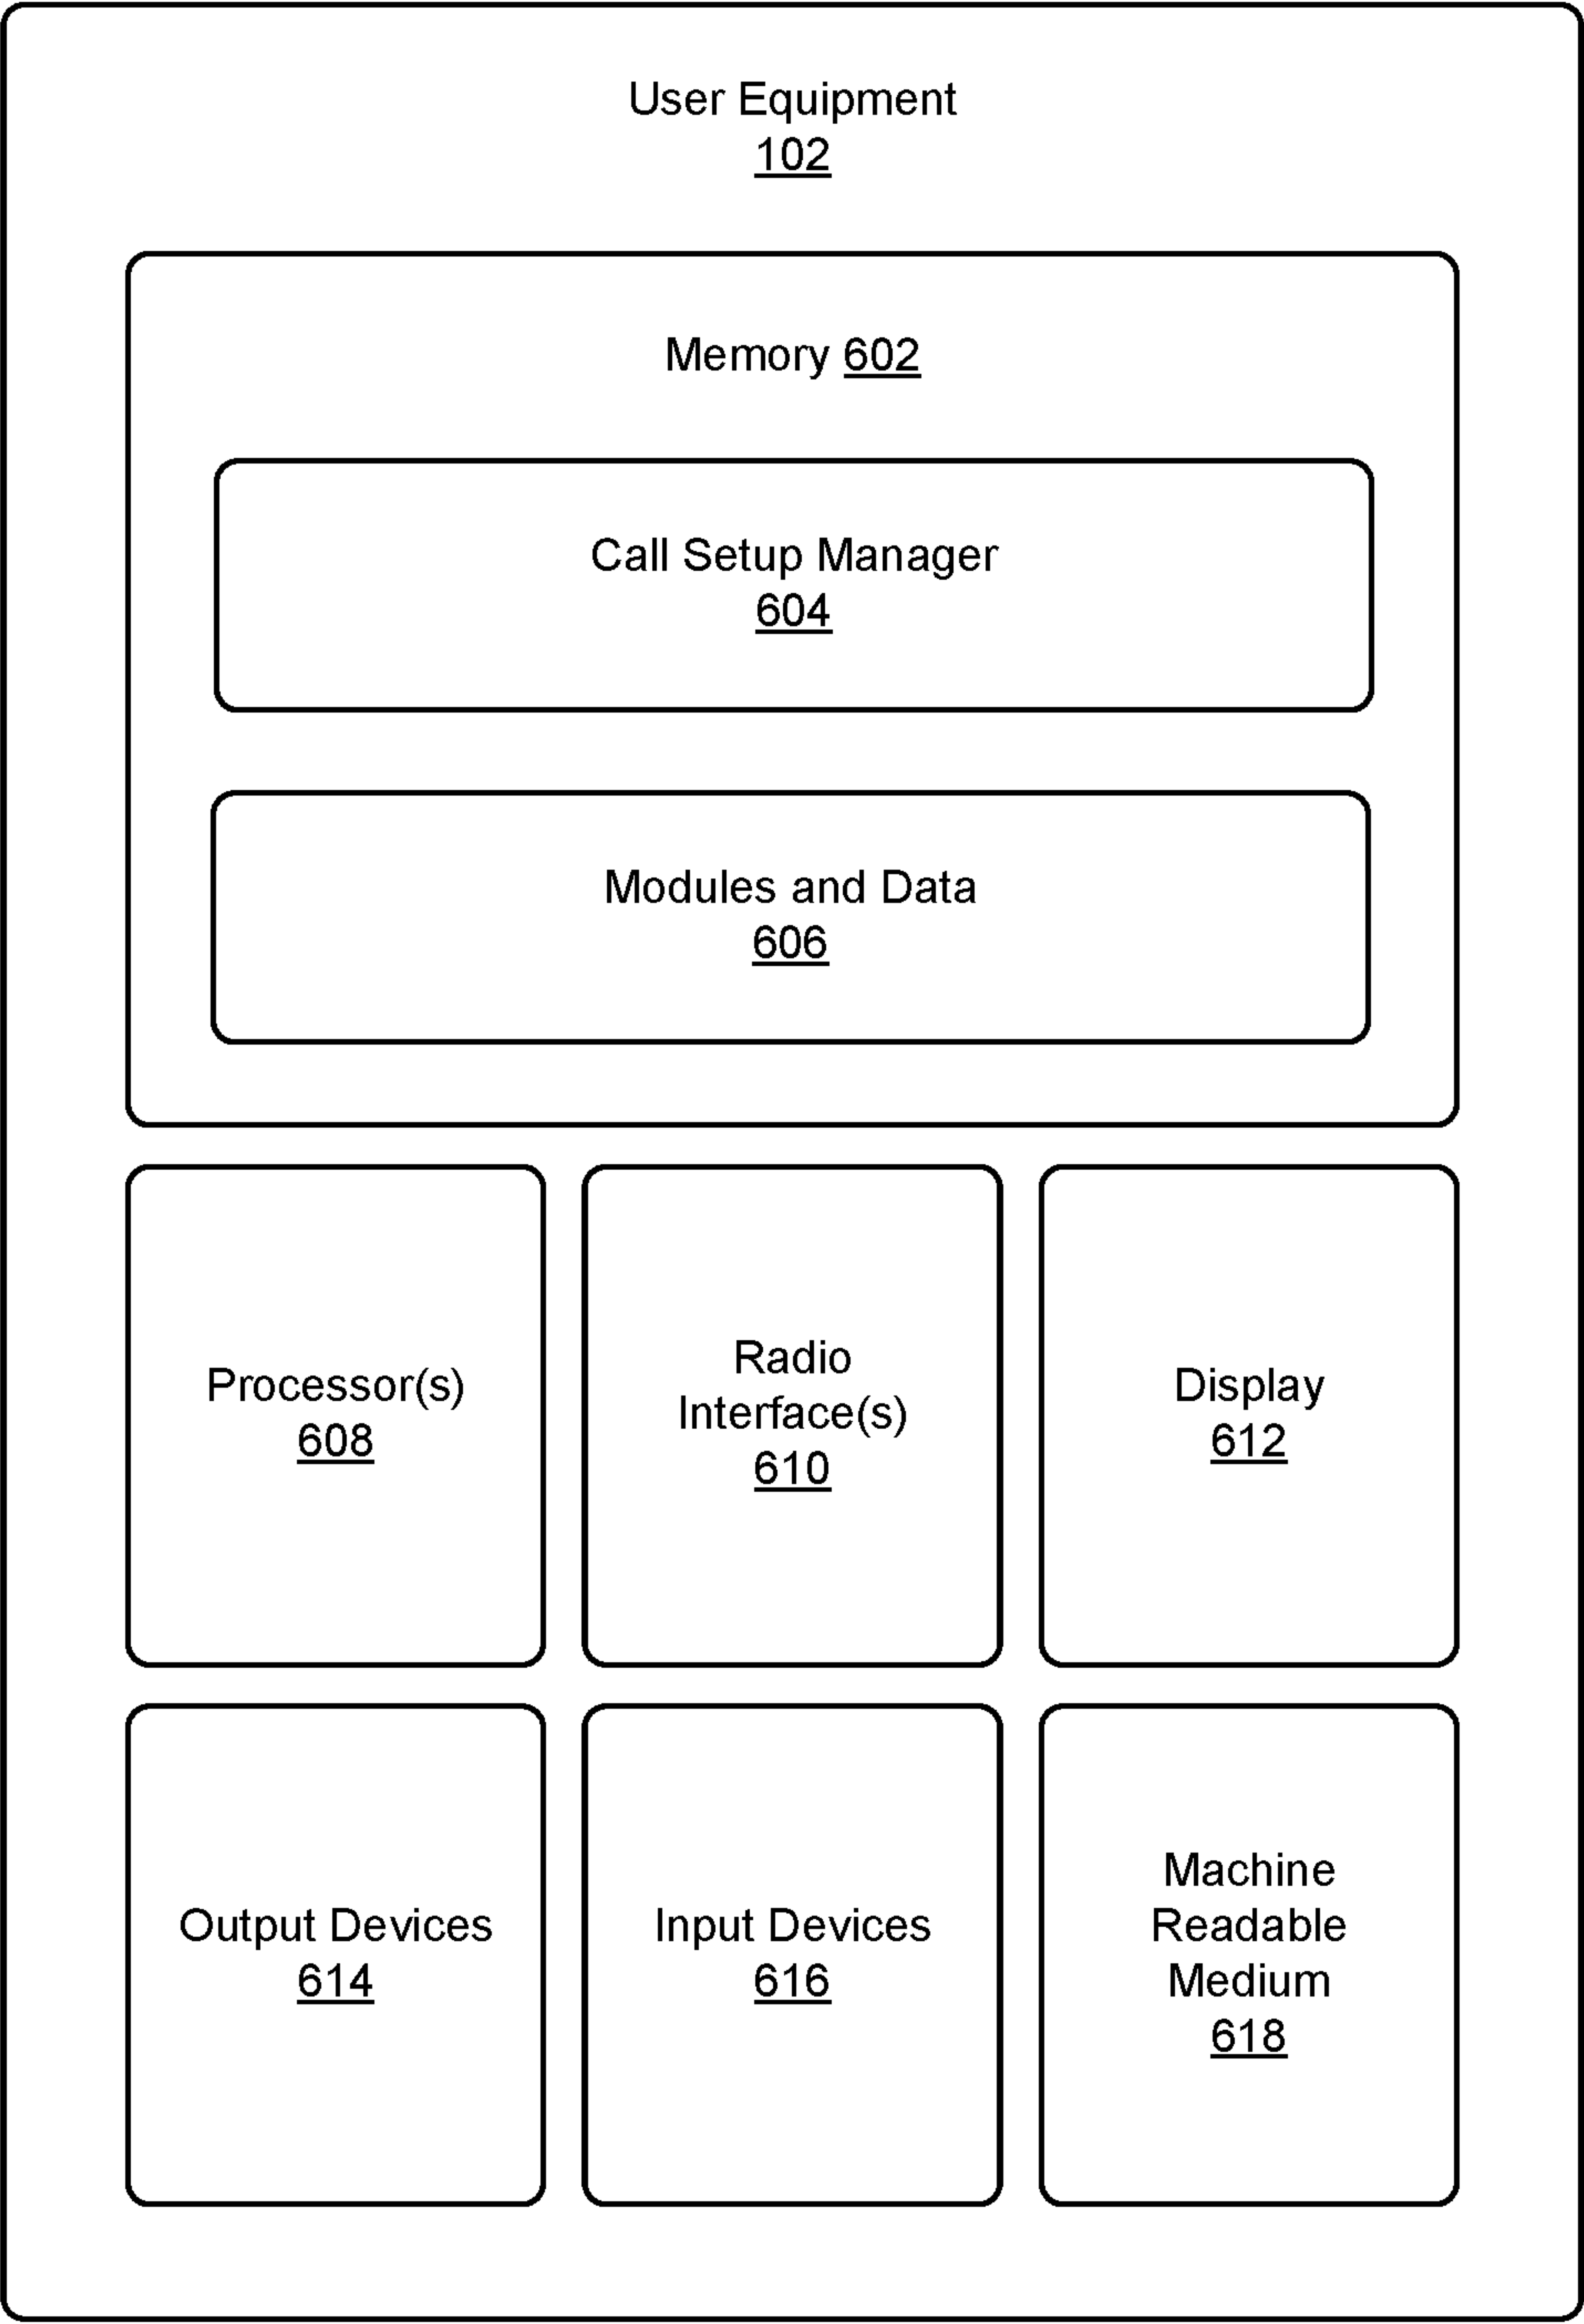 User Equipment
102
Memory 602
Call Setup Manager
604
Modules and Data
606
Processor(s)
608
Radio
Interface(s)
610
Display
612
Output Devices
614
Input Devices
616
Machine
Readable
Medium
618